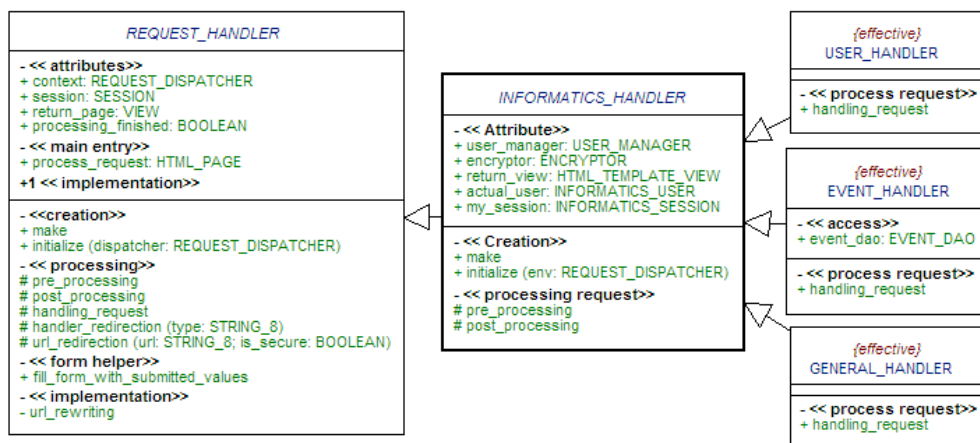 REQUEST_HANDLER
- << attributes>>
+ context: REQUEST_DISPATCHER
+ session: SESSION
+ return_page: VIEW
+ processing_finished: BOOLEAN
- << main entry>>
+ process_request: HTML_PAGE
+1 << implementation>>
- <<creation>>
+ make
+ initialize (dispatcher: REQUEST_DISPATCHER)
- << processing>>
# pre_processing
# post_processing
# handling_request
# handler_redirection (type: STRING_8)
# url_redirection (url: STRING_8; is_secure: BOOLEAN)
- << form helper>>
+ fill_form_with_submitted_values
- << implementation>>
- url_rewriting
INFORMATICS_HANDLER
- << Attribute>>
+ user_manager: USER_MANAGER
+ encryptor: ENCRYPTOR
+ return_view: HTML_TEMPLATE_VIEW
+ actual_user: INFORMATICS_USER
+ my_session: INFORMATICS_SESSION
- << Creation>>
+ make
+ initialize (env: REQUEST_DISPATCHER)
- << processing request>>
# pre_processing
# post_processing
{effective}
USER_HANDLER
- << process request>>
+ handling_request
{effective}
EVENT_HANDLER
- << access>>
+ event_dao: EVENT_DAO
- << process request>>
+ handling_request
{effective}
GENERAL_HANDLER
- << process request>>
+ handling_request